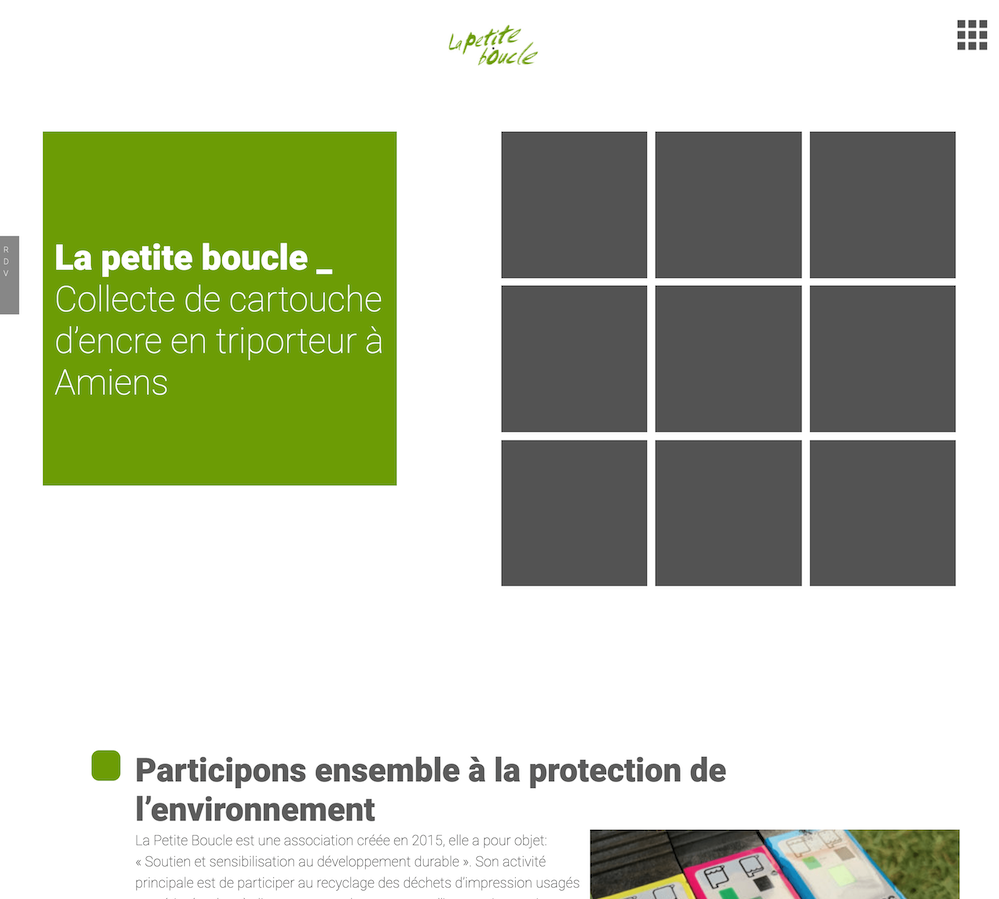 La petite
boucle
R
D
V
La petite boucle _
Collecte de cartouche
d’encre en triporteur à
Amiens
Participons ensemble à la protection de
l’environnement
La Petite Boucle est une association créée en 2015, elle a pour objet:
« Soutien et sensibilisation au développement durable ». Son activité
principale est de participer au recyclage des déchets d’impression usagés